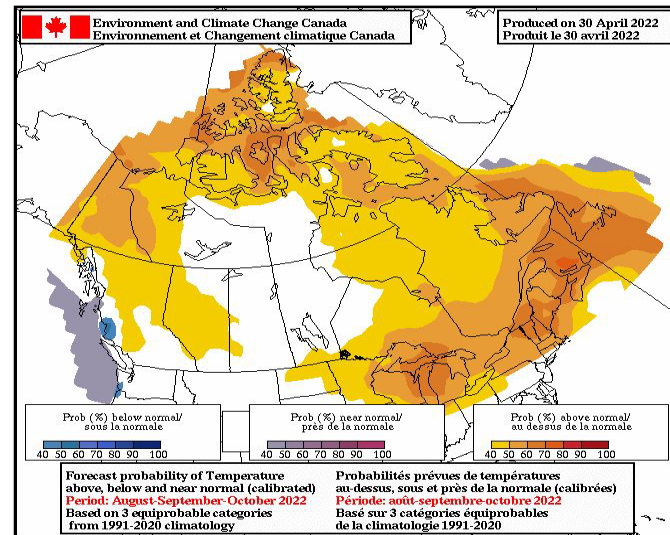 Environment and Climate Change Canada
Environnement et Changement climatique Canada
Produced on 30 April 2022
Produit le 30 avril 2022
Prob (%) below normal/
sous la normale
40 50 60 70 80 90 100
Prob (%) near normal/
près de la normale
40 50 60 70 80 90 100
Prob (%) above normal/
au dessus de la normale
40 50 60 70 80 90 100
Forecast probability of Temperature
above, below and near normal (calibrated)
Period: August-September-October 2022
Based on 3 equiprobable categories
from 1991-2020 climatology
Probabilités prévues de températures
au-dessus, sous et près de la normale (calibrées)
Période: août-septembre-octobre 2022
Basé sur 3 catégories équiprobables
de la climatologie 1991-2020